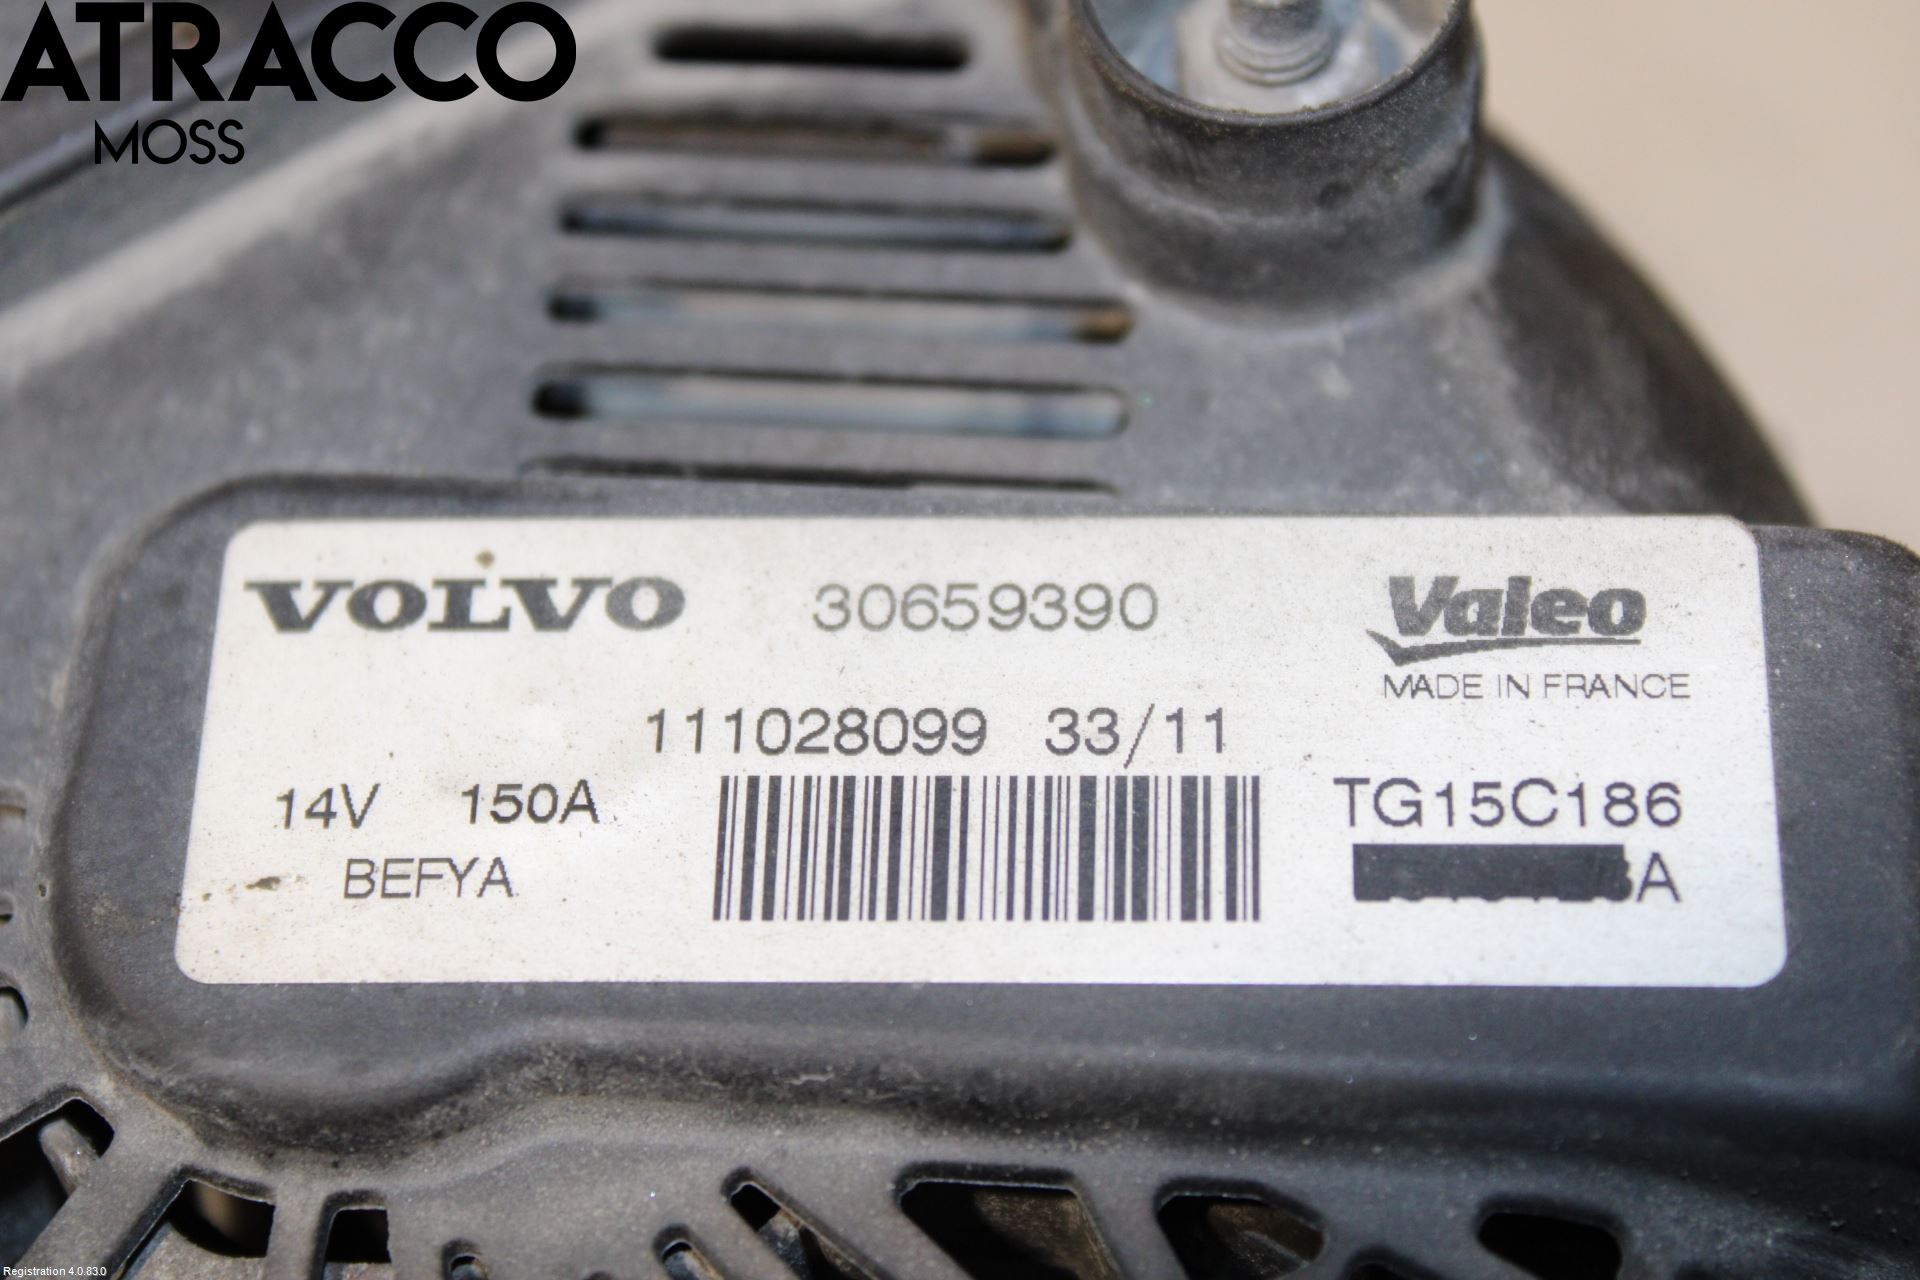 ATRACCO
MOSS
VOLVO 30659390 Valeo
MADE IN FRANCE
111028099 33/11
14V 150A TG15C186
BEFYA A
Registration 4.0.83.0